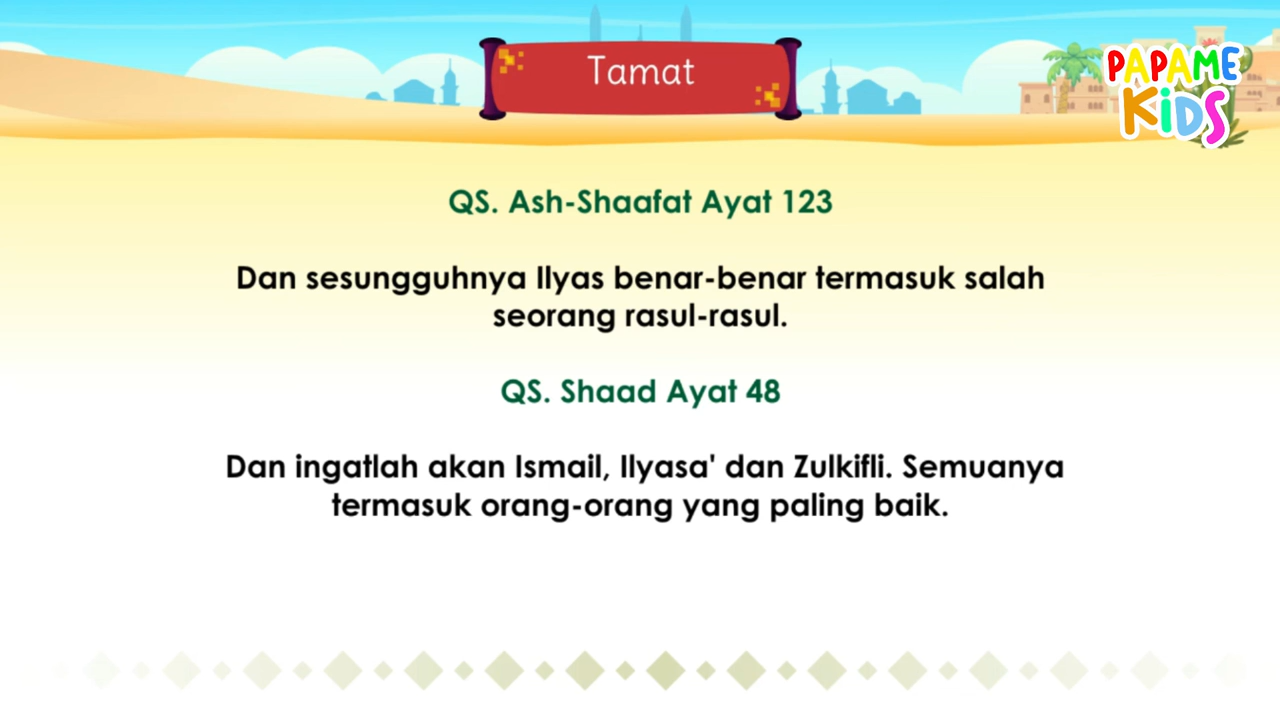 Tamat
PAPAME
KiDS
QS. Ash-Shaafat Ayat 123
Dan sesungguhnya Ilyas benar-benar termasuk salah
seorang rasul-rasul.
QS. Shaad Ayat 48
Dan ingatlah akan Ismail, Ilyasa' dan Zulkifli. Semuanya
termasuk orang-orang yang paling baik.